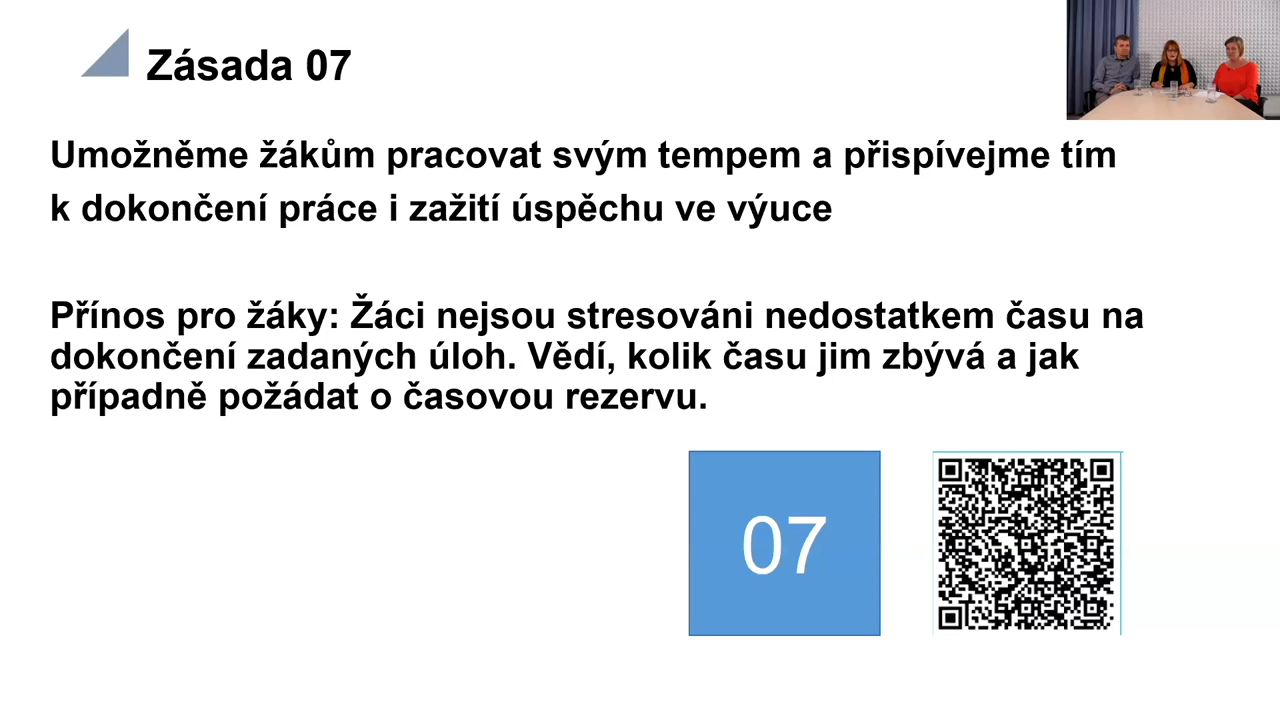 Zásada 07
Umožněme žákům pracovat svým tempem a přispívejme tím
k dokončení práce i zažití úspěchu ve výuce
Přínos pro žáky: Žáci nejsou stresováni nedostatkem času na
dokončení zadaných úloh. Vědí, kolik času jim zbývá a jak
případně požádat o časovou rezervu.
07